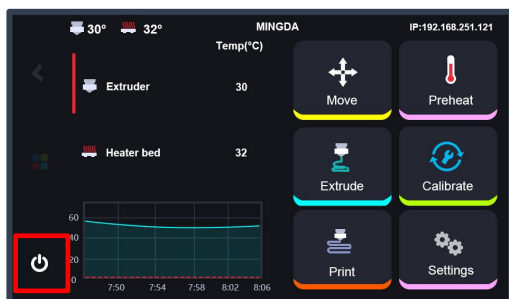 30° 32° MINGDA IP:192.168.251.121
Temp(°C)
Extruder 30
Heater bed 32
Move Preheat
Extrude Calibrate
Print Settings
60
40
20
0
7:50 7:54 7:58 8:02 8:06